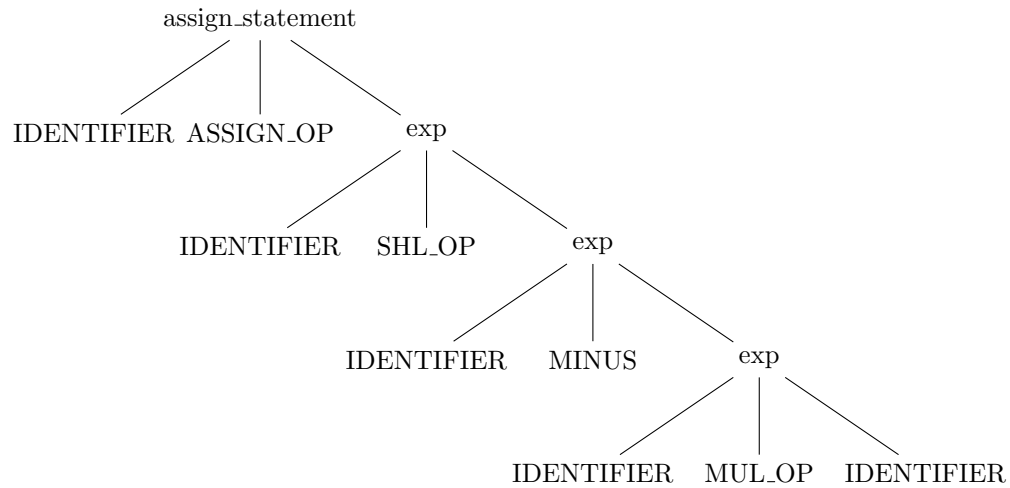 assign_statement
IDENTIFIER ASSIGN_OP exp
IDENTIFIER SHL_OP exp
IDENTIFIER MINUS exp
IDENTIFIER MUL_OP IDENTIFIER